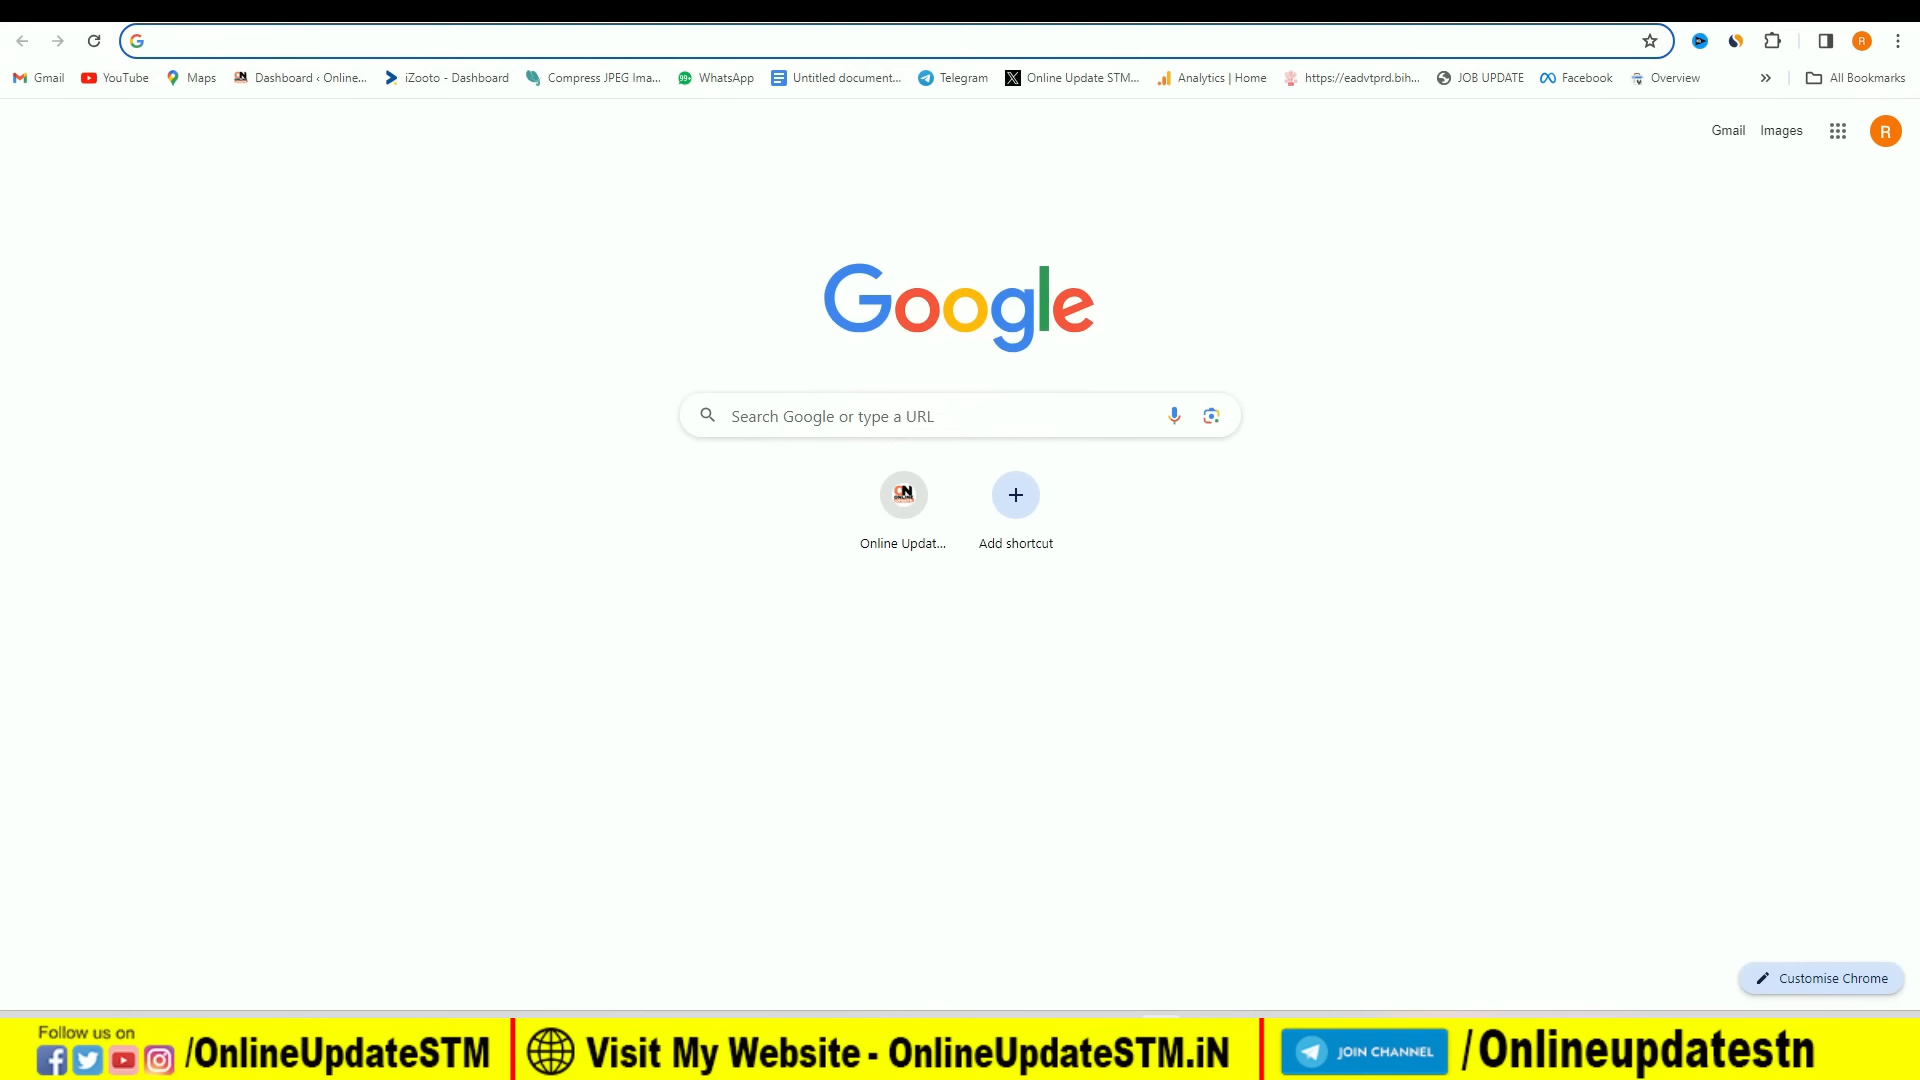 Gmail YouTube Maps Dashboard ‹ Online... iZooto - Dashboard Compress JPEG Ima... WhatsApp Untitled document... Telegram Online Update STM... Analytics | Home https://eadvtprd.bih... JOB UPDATE Facebook Overview All Bookmarks
Gmail Images R
Google
Search Google or type a URL
Online Updat... Add shortcut
Customise Chrome
Follow us on
/OnlineUpdateSTM Visit My Website - OnlineUpdateSTM.iN JOIN CHANNEL /Onlineupdatestn